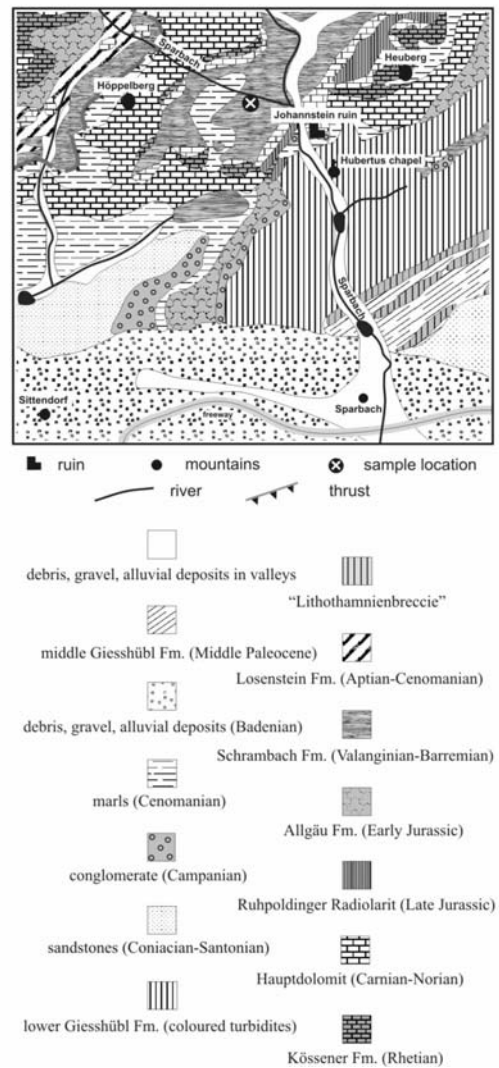 Sparbach
Höppelberg
Heuberg
Johannstein ruin
Hubertus chapel
Sparbach
Sittendorf
Sparbach
freeway
ruin
mountains
sample location
river
thrust
debris, gravel, alluvial deposits in valleys
"Lithothamnienbreccie"
middle Giesshübl Fm. (Middle Paleocene)
Losenstein Fm. (Aptian-Cenomanian)
debris, gravel, alluvial deposits (Badenian)
Schrambach Fm. (Valanginian-Barremian)
marls (Cenomanian)
Allgäu Fm. (Early Jurassic)
conglomerate (Campanian)
Ruhpoldinger Radiolarit (Late Jurassic)
sandstones (Coniacian-Santonian)
Hauptdolomit (Carnian-Norian)
lower Giesshübl Fm. (coloured turbidites)
Kössener Fm. (Rhetian)